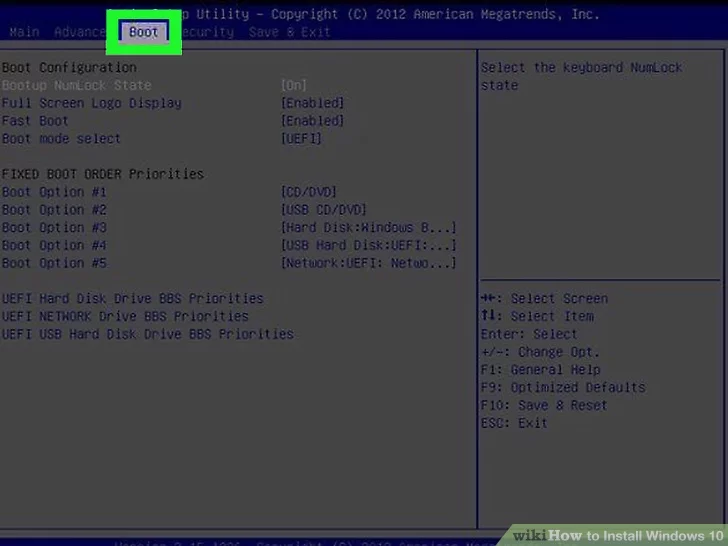 Utility - Copyright (C) 2012 American Megatrends, Inc.
Main Advance Boot ecurity Save & Exit
Boot Configuration
Bootup NumLock State [On]
Full Screen Logo Display [Enabled]
Fast Boot [Enabled]
Boot mode select [UEFI]
FIXED BOOT ORDER Priorities
Boot Option #1 [CD/DVD]
Boot Option #2 [USB CD/DVD]
Boot Option #3 [Hard Disk:Windows B...]
Boot Option #4 [USB Hard Disk:UEFI:...]
Boot Option #5 [Network:UEFI: Netwo...]
UEFI Hard Disk Drive BBS Priorities
UEFI NETWORK Drive BBS Priorities
UEFI USB Hard Disk Drive BBS Priorities
Select the keyboard NumLock
state
→←: Select Screen
↑↓: Select Item
Enter: Select
+/-: Change Opt.
F1: General Help
F9: Optimized Defaults
F10: Save & Reset
ESC: Exit
wikiHow to Install Windows 10